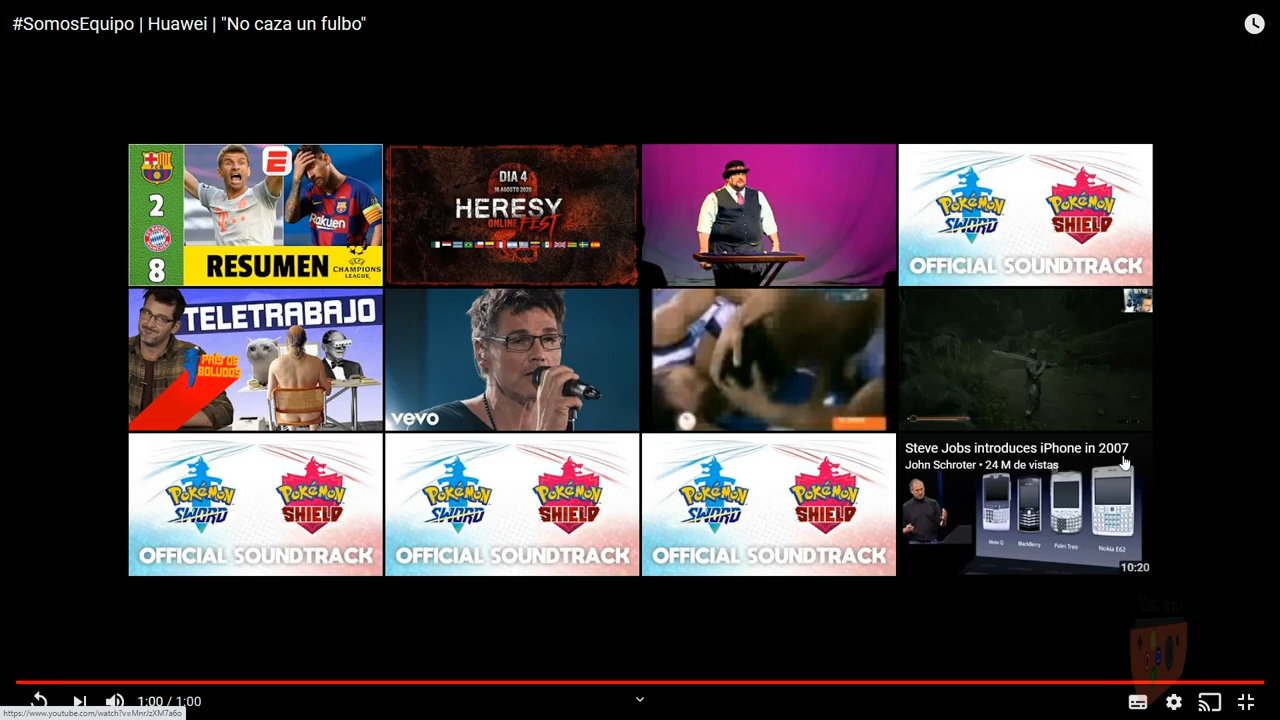 #SomosEquipo | Huawei | "No caza un fulbo"
2
8
Rakuten
RESUMEN
CHAMPIONS
LEAGUE
DIA 4
16 AGOSTO 2020
HERESY
ONLINE FIST
POKéMON
SWORD
POKéMON
SHIELD
OFFICIAL SOUNDTRACK
TELETRABAJO
PAÍS DE
BOLUDOS
vevo
POKéMON
SWORD
POKéMON
SHIELD
OFFICIAL SOUNDTRACK
POKéMON
SWORD
POKéMON
SHIELD
OFFICIAL SOUNDTRACK
POKéMON
SWORD
POKéMON
SHIELD
OFFICIAL SOUNDTRACK
Steve Jobs introduces iPhone in 2007
John Schroter • 24 M de vistas
Moto Q
BlackBerry
Palm Treo
Nokia E62
10:20
1:00 / 1:00
https://www.youtube.com/watch?v=MnrJzXM7a6o